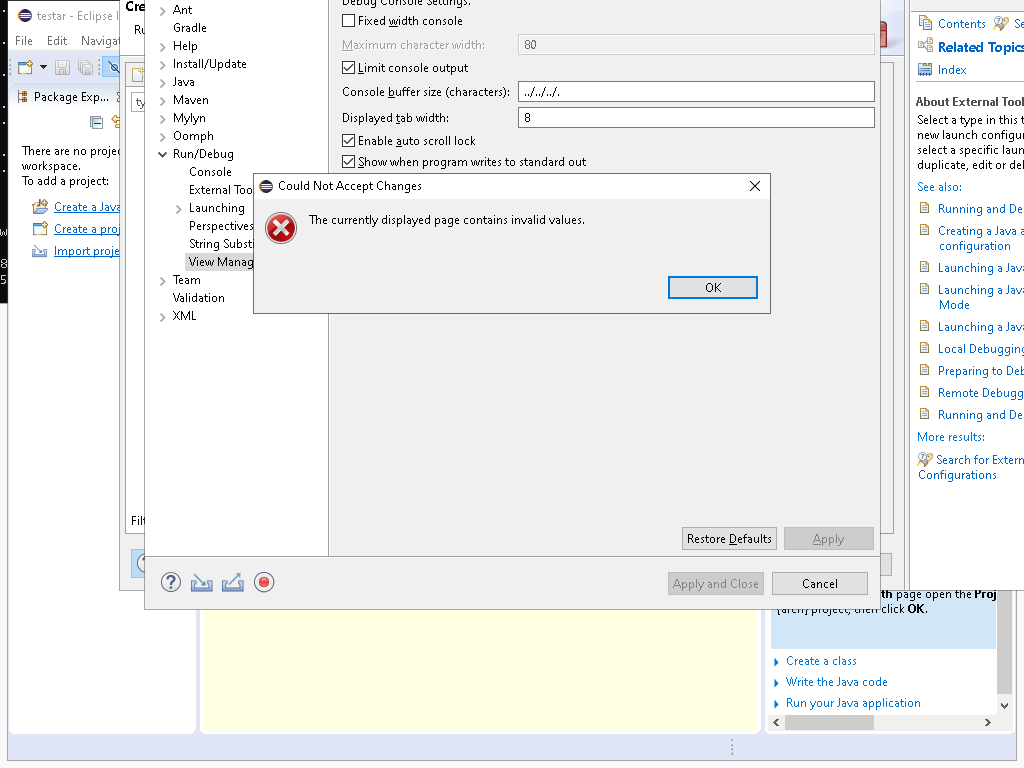 testar - Eclipse I
File Edit Navigat
Package Exp...
There are no proje
workspace.
To add a project:
Create a Java
Create a proj
Import proje
Cre
Ru
ty
Filt
Ant
Gradle
Help
Install/Update
Java
Maven
Mylyn
Oomph
Run/Debug
Console
External Too
Launching
Perspectives
String Substi
View Manag
Team
Validation
XML
Debug Console Settings.
Fixed width console
Maximum character width: 80
Limit console output
Console buffer size (characters): ../../../.
Displayed tab width: 8
Enable auto scroll lock
Show when program writes to standard out
Could Not Accept Changes
The currently displayed page contains invalid values.
OK
Restore Defaults Apply
Apply and Close Cancel
Contents Se
Related Topics
Index
About External Tool
Select a type in this t
new launch configur
select a specific laun
duplicate, edit or del
See also:
Running and De
Creating a Java a
configuration
Launching a Java
Launching a Java
Mode
Launching a Java
Local Debugging
Preparing to Deb
Remote Debugg
Running and De
More results:
Search for Extern
Configurations
th page open the Proj
{arch} project, then click OK.
Create a class
Write the Java code
Run your Java application